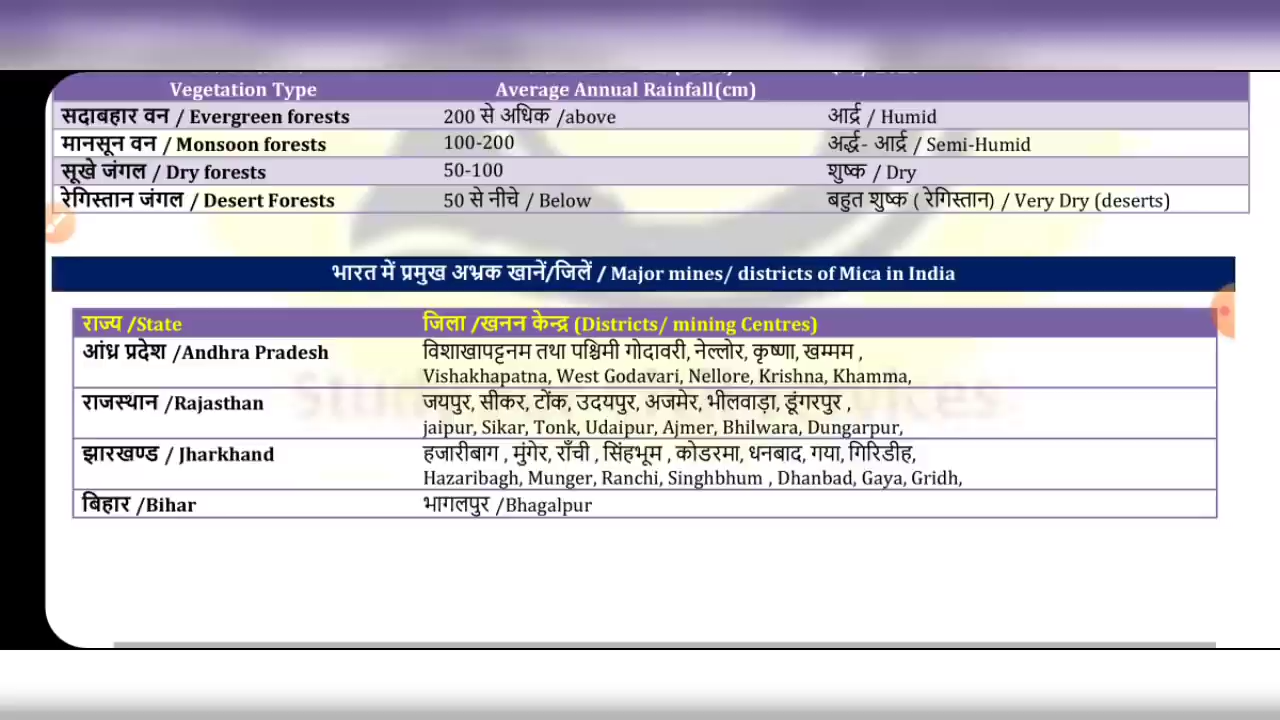 Vegetation Type Average Annual Rainfall(cm)
सदाबहार वन / Evergreen forests 200 से अधिक /above आर्द्र / Humid
मानसून वन / Monsoon forests 100-200 अर्द्ध- आर्द्र / Semi-Humid
सूखे जंगल / Dry forests 50-100 शुष्क / Dry
रेगिस्तान जंगल / Desert Forests 50 से नीचे / Below बहुत शुष्क ( रेगिस्तान) / Very Dry (deserts)
भारत में प्रमुख अभ्रक खानें/जिलें / Major mines/ districts of Mica in India
राज्य /State जिला /खनन केन्द्र (Districts/ mining Centres)
आंध्र प्रदेश /Andhra Pradesh विशाखापट्टनम तथा पश्चिमी गोदावरी, नेल्लोर, कृष्णा, खम्मम ,
Vishakhapatna, West Godavari, Nellore, Krishna, Khamma,
राजस्थान /Rajasthan जयपुर, सीकर, टोंक, उदयपुर, अजमेर, भीलवाड़ा, डूंगरपुर ,
jaipur, Sikar, Tonk, Udaipur, Ajmer, Bhilwara, Dungarpur,
झारखण्ड / Jharkhand हजारीबाग , मुंगेर, राँची , सिंहभूम , कोडरमा, धनबाद, गया, गिरिडीह,
Hazaribagh, Munger, Ranchi, Singhbhum , Dhanbad, Gaya, Gridh,
बिहार /Bihar भागलपुर /Bhagalpur